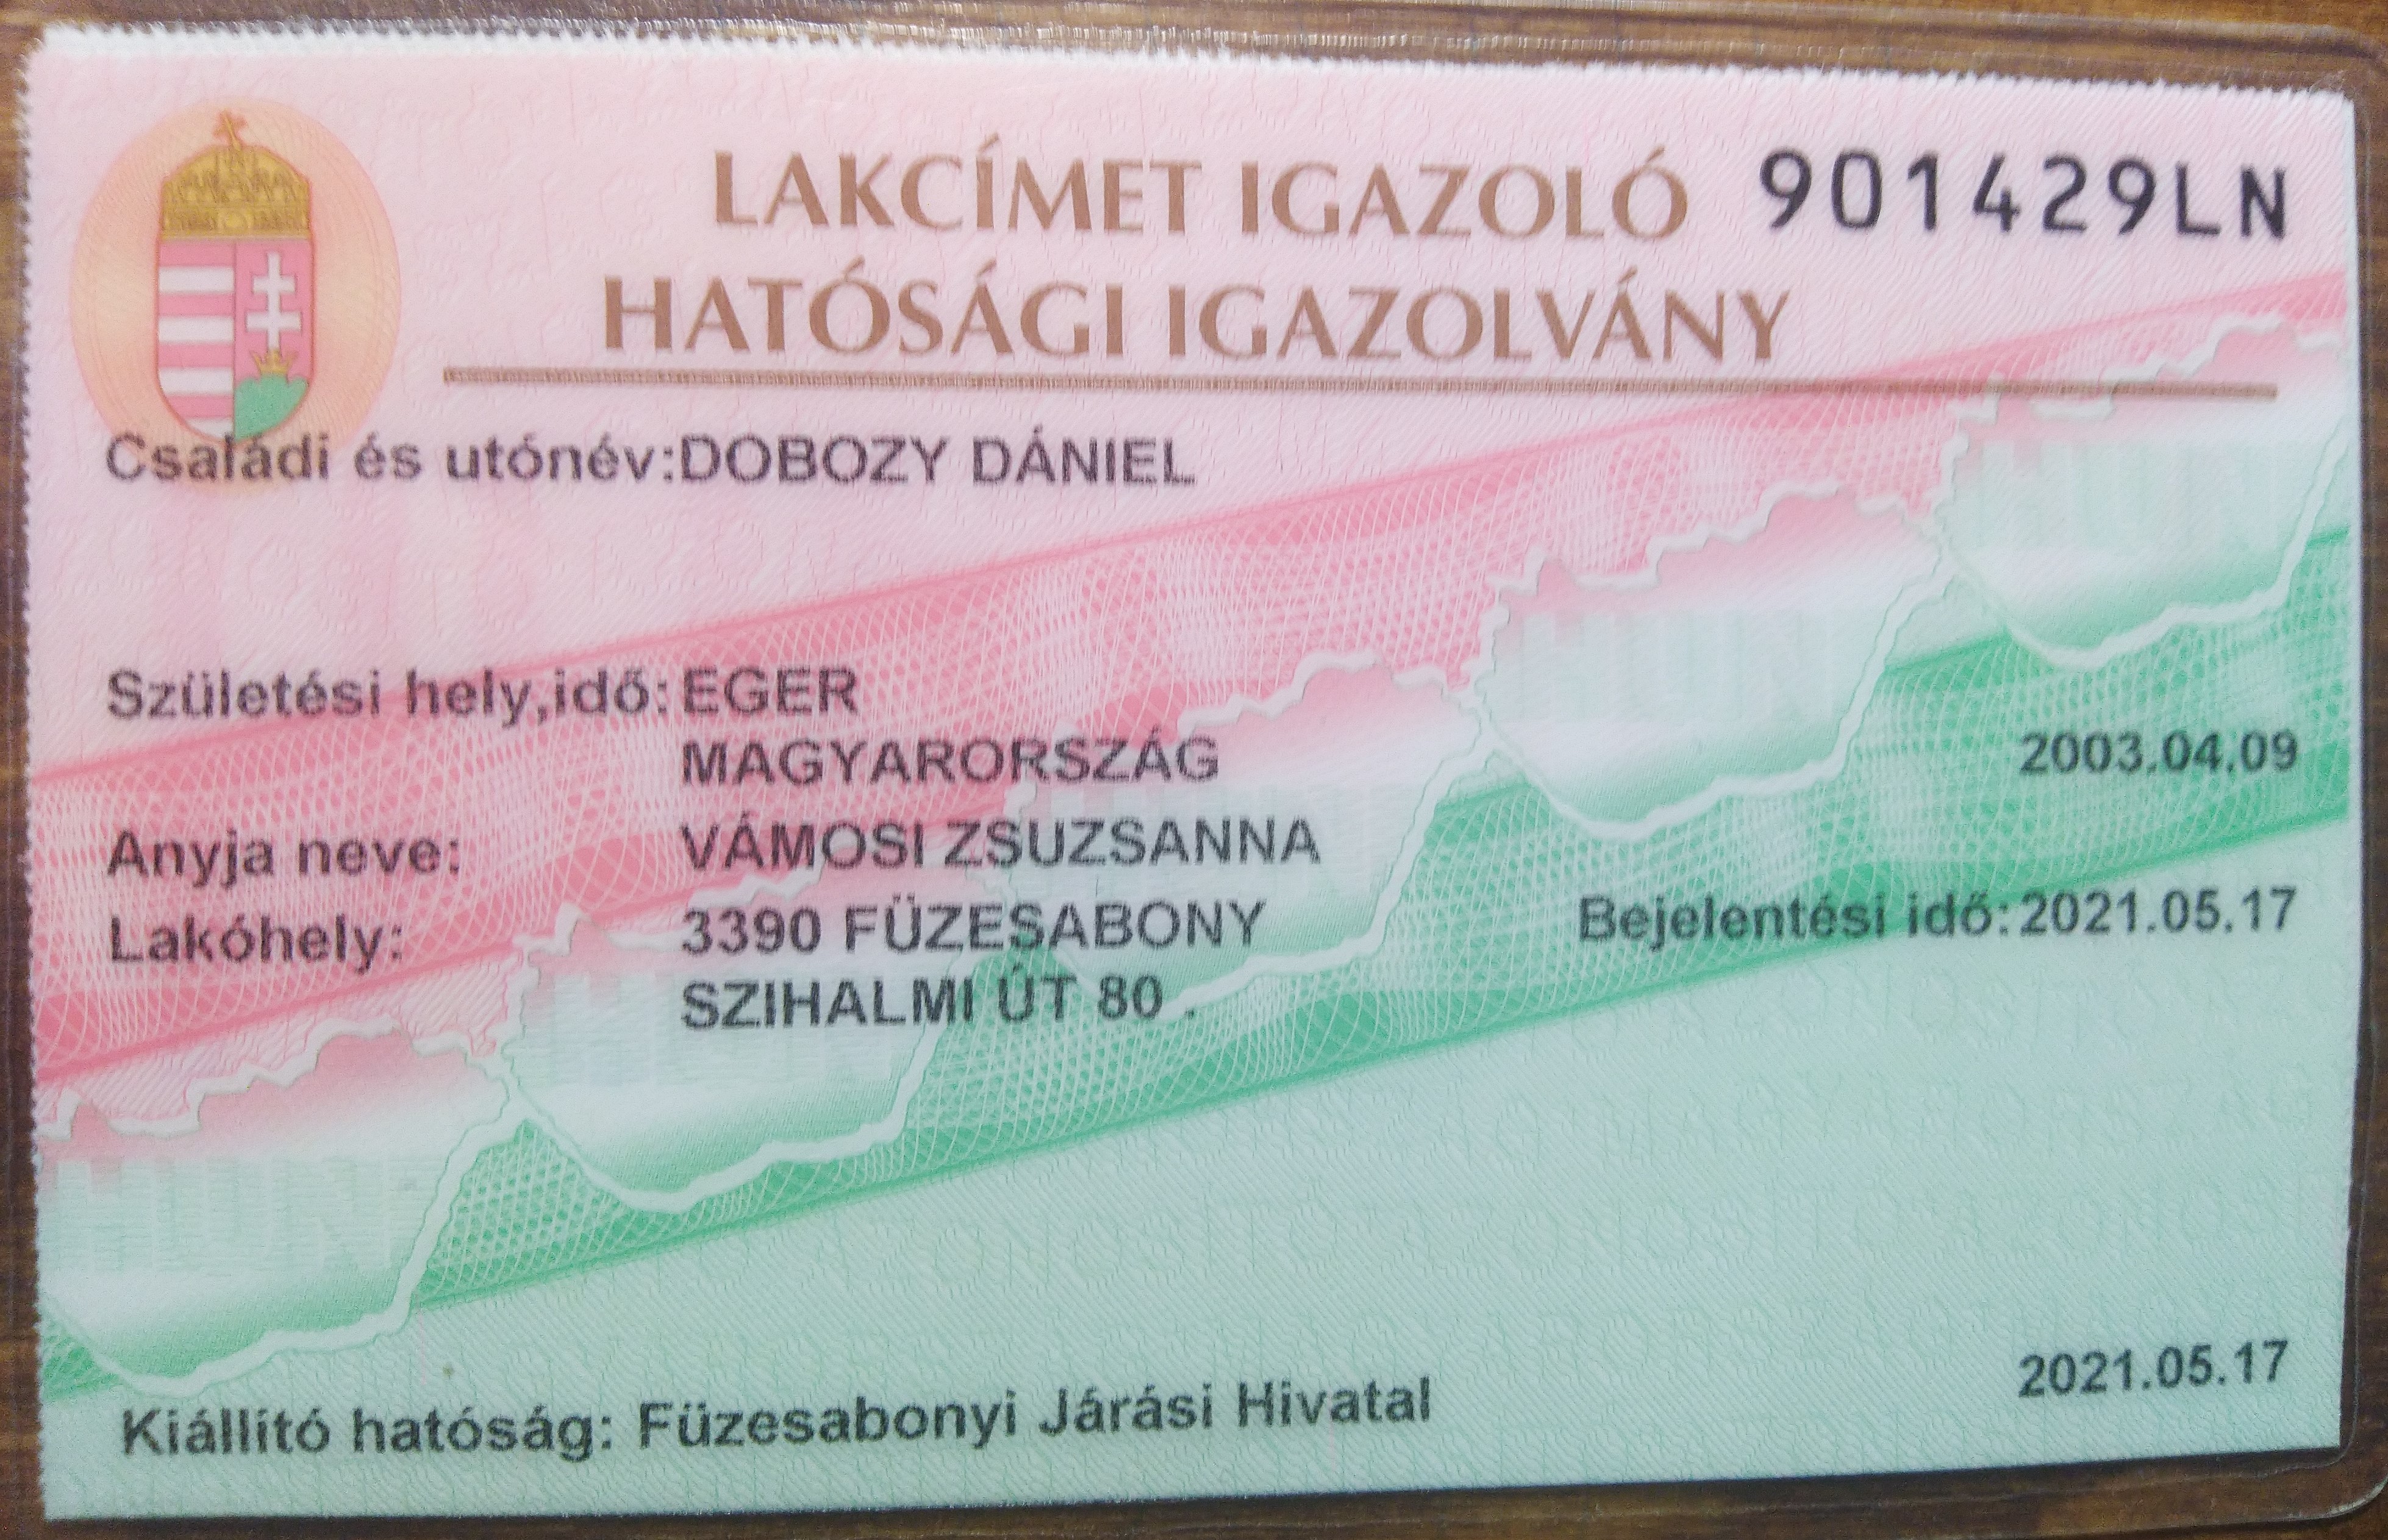 LAKCÍMET IGAZOLÓ 901429LN
HATÓSÁGI IGAZOLVÁNY
Családi és utónév: DOBOZY DÁNIEL
Születési hely,idő: EGER
MAGYARORSZÁG 2003.04.09
Anyja neve: VÁMOSI ZSUZSANNA
Lakóhely: 3390 FÜZESABONY Bejelentési idő: 2021.05.17
SZIHALMI ÚT 80 .
2021.05.17
Kiállító hatóság: Füzesabonyi Járási Hivatal